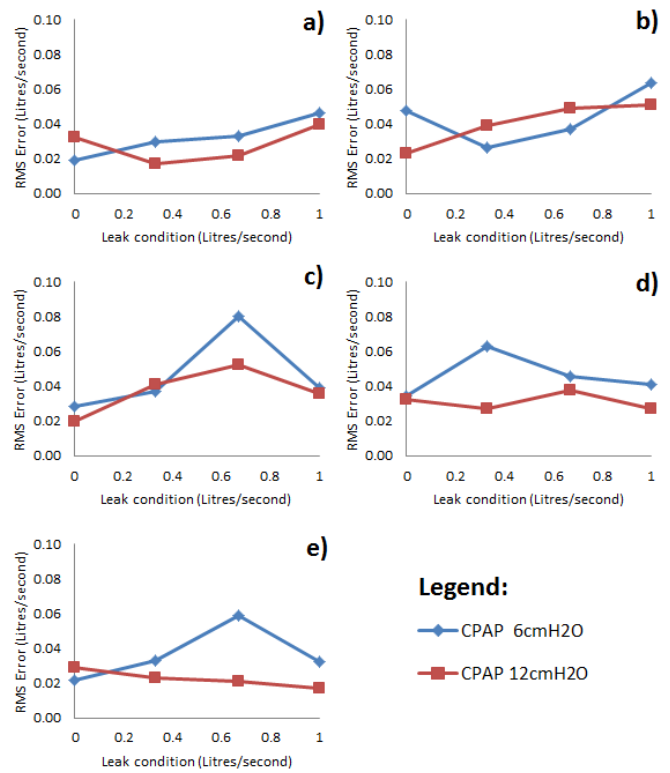 a)
RMS Error (Litres/second)
0.10
0.08
0.06
0.04
0.02
0.00
0 0.2 0.4 0.6 0.8 1
Leak condition (Litres/second)
b)
RMS Error (Litres/second)
0.10
0.08
0.06
0.04
0.02
0.00
0 0.2 0.4 0.6 0.8 1
Leak condition (Litres/second)
c)
RMS Error (Litres/second)
0.10
0.08
0.06
0.04
0.02
0.00
0 0.2 0.4 0.6 0.8 1
Leak condition (Litres/second)
d)
RMS Error (Litres/second)
0.10
0.08
0.06
0.04
0.02
0.00
0 0.2 0.4 0.6 0.8 1
Leak condition (Litres/second)
e)
RMS Error (Litres/second)
0.10
0.08
0.06
0.04
0.02
0.00
0 0.2 0.4 0.6 0.8 1
Leak condition (Litres/second)
Legend:
CPAP 6cmH2O
CPAP 12cmH2O